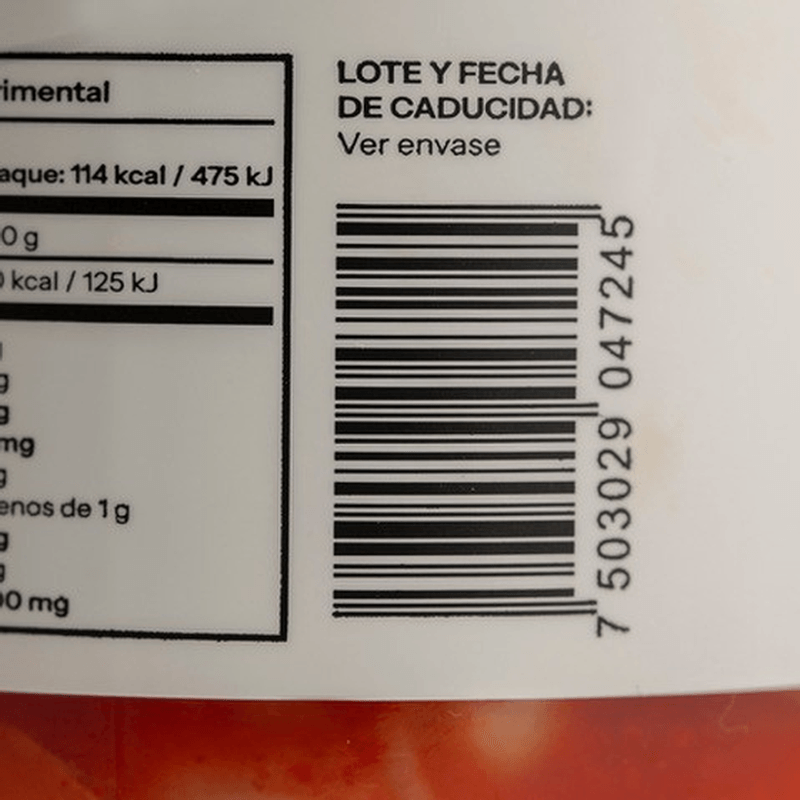 aque: 114 kcal / 475 kJ
0 g
kcal / 125 kJ
mg
enos de 1 g
00 mg
LOTE Y FECHA
DE CADUCIDAD:
Ver envase
7 503029 047245